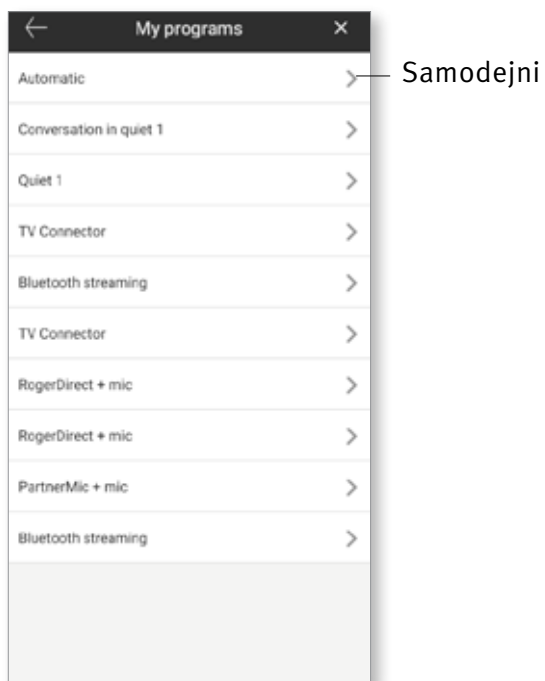 My programs
Automatic
Samodejni
Conversation in quiet 1
Quiet 1
TV Connector
Bluetooth streaming
TV Connector
RogerDirect + mic
RogerDirect + mic
PartnerMic + mic
Bluetooth streaming